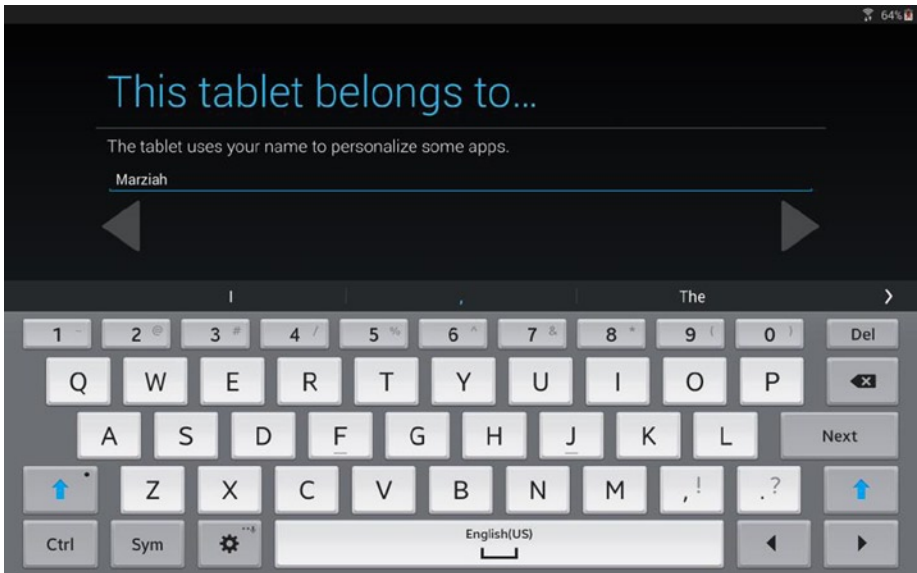 64%
This tablet belongs to...
The tablet uses your name to personalize some apps.
Marziah
I , The
1 - 2 @ 3 # 4 / 5 % 6 ^ 7 & 8 * 9 ( 0 ) Del
Q W E R T Y U I O P
A S D F G H J K L Next
Z X C V B N M , ! . ?
Ctrl Sym English(US)